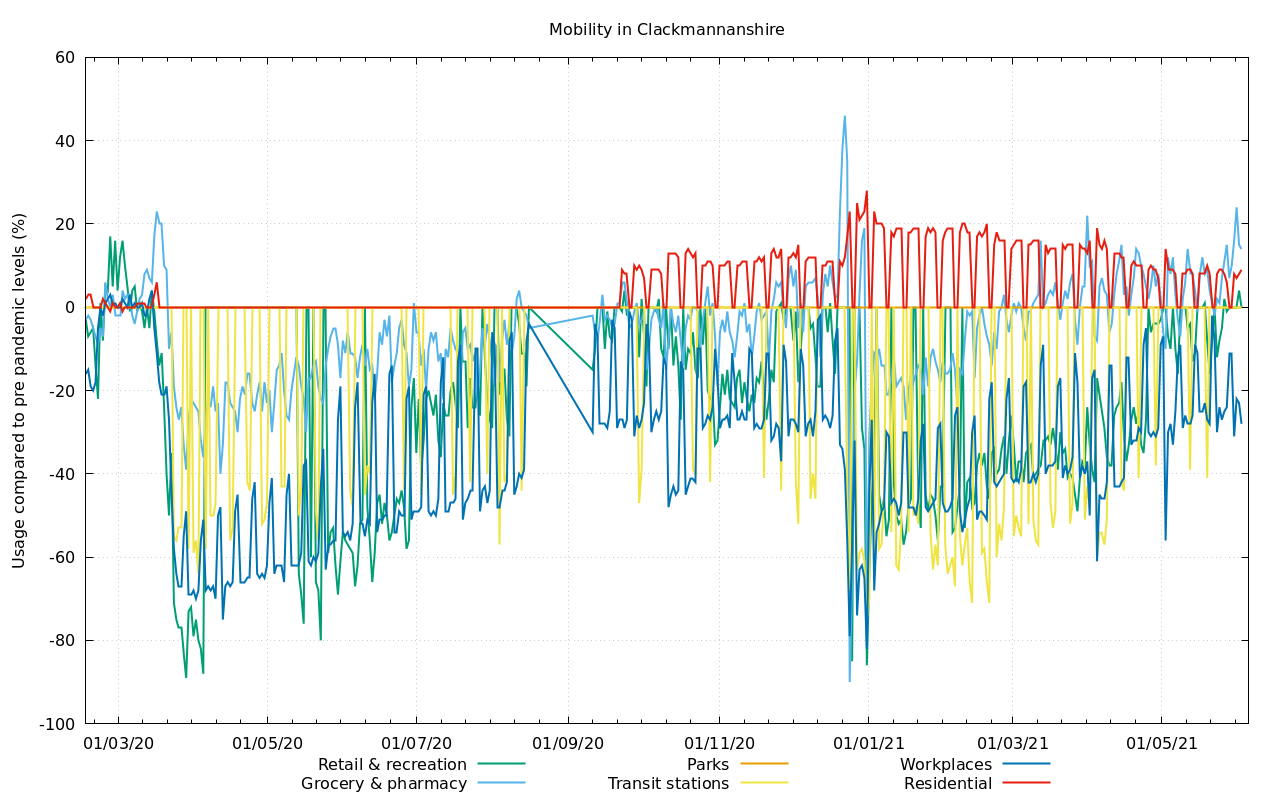 Mobility in Clackmannanshire
Usage compared to pre pandemic levels (%)
60
40
20
0
-20
-40
-60
-80
-100
01/03/20 01/05/20 01/07/20 01/09/20 01/11/20 01/01/21 01/03/21 01/05/21
Retail & recreation Parks Workplaces
Grocery & pharmacy Transit stations Residential